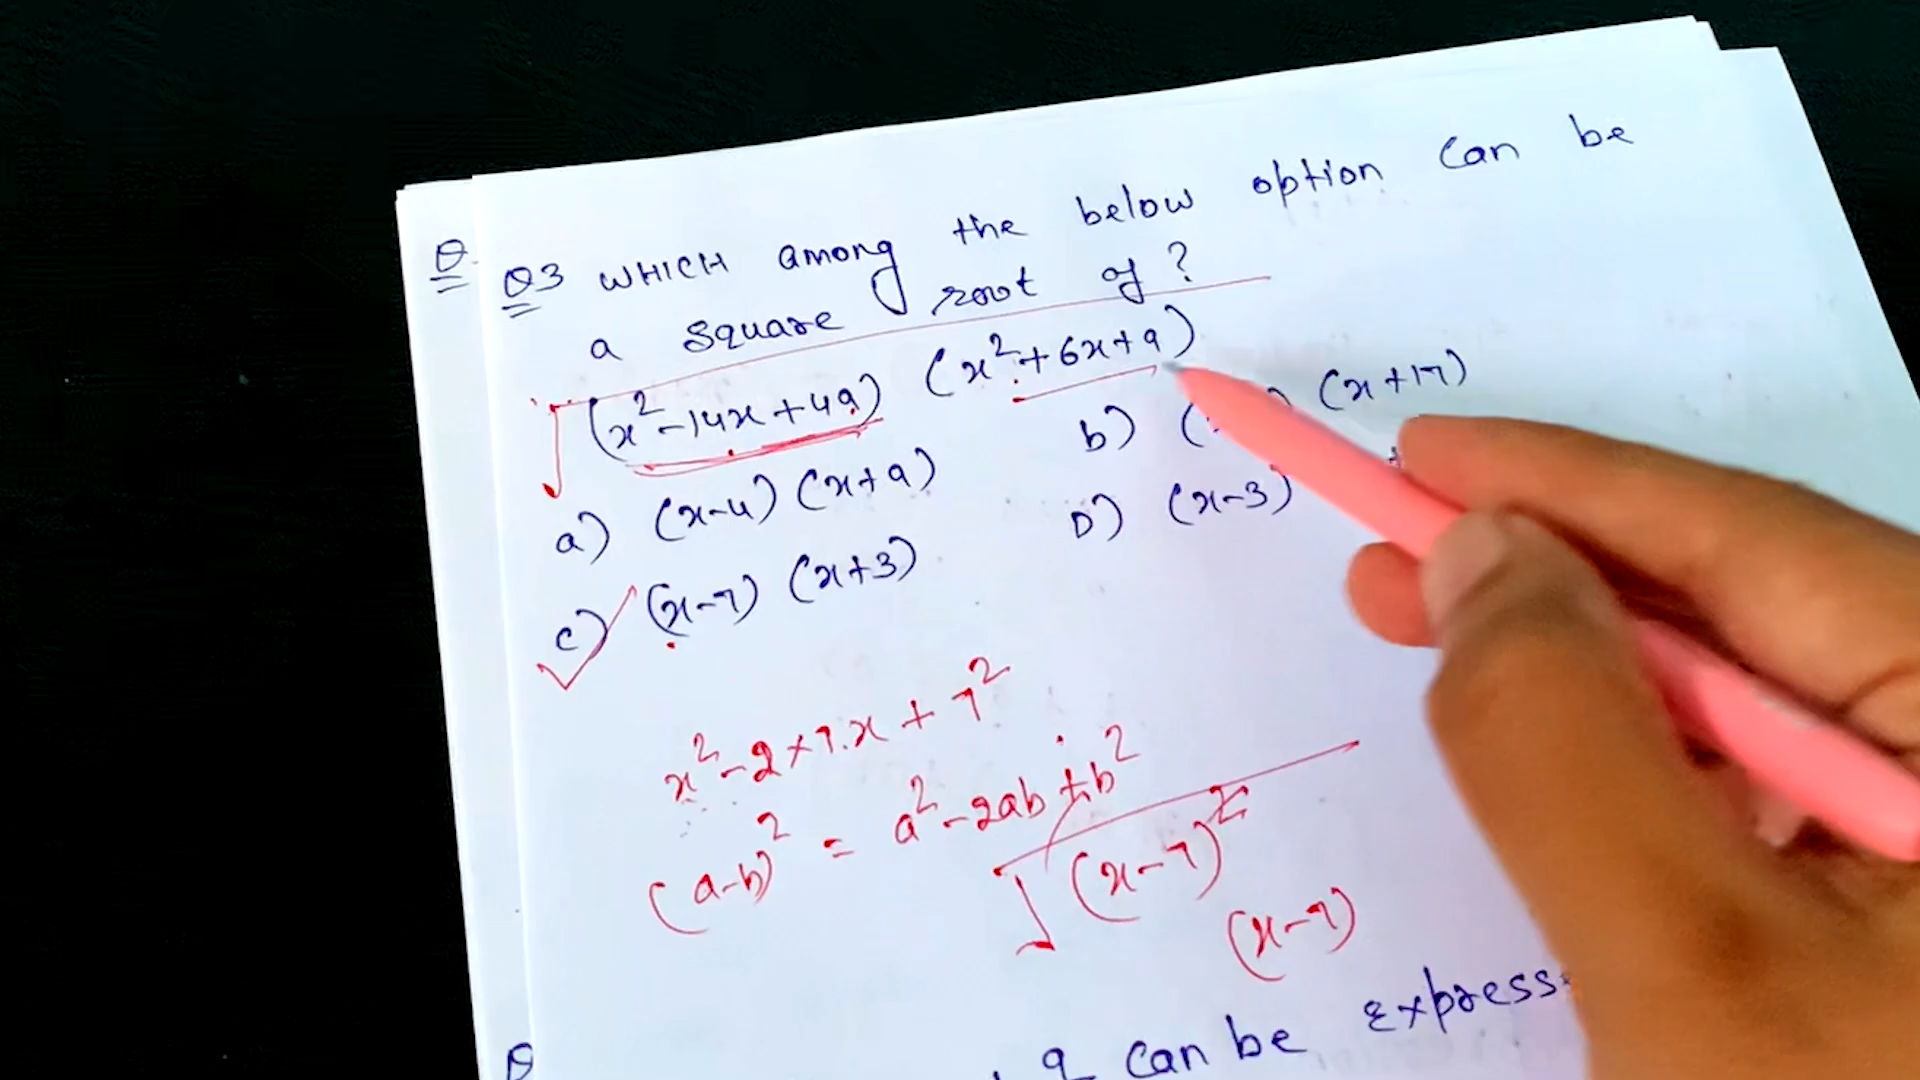 Q
Q3 WHICH among the below option can be
a square root of ?
√(x²-14x+49) (x²+6x+9)
a) (x-4) (x+9)
b) ( (x+17)
c) (x-7) (x+3)
D) (x-3)
x²-2×7.x+7²
(a-b)² = a²-2ab+b²
√(x-7)²
(x-7)
9 can be express
Q